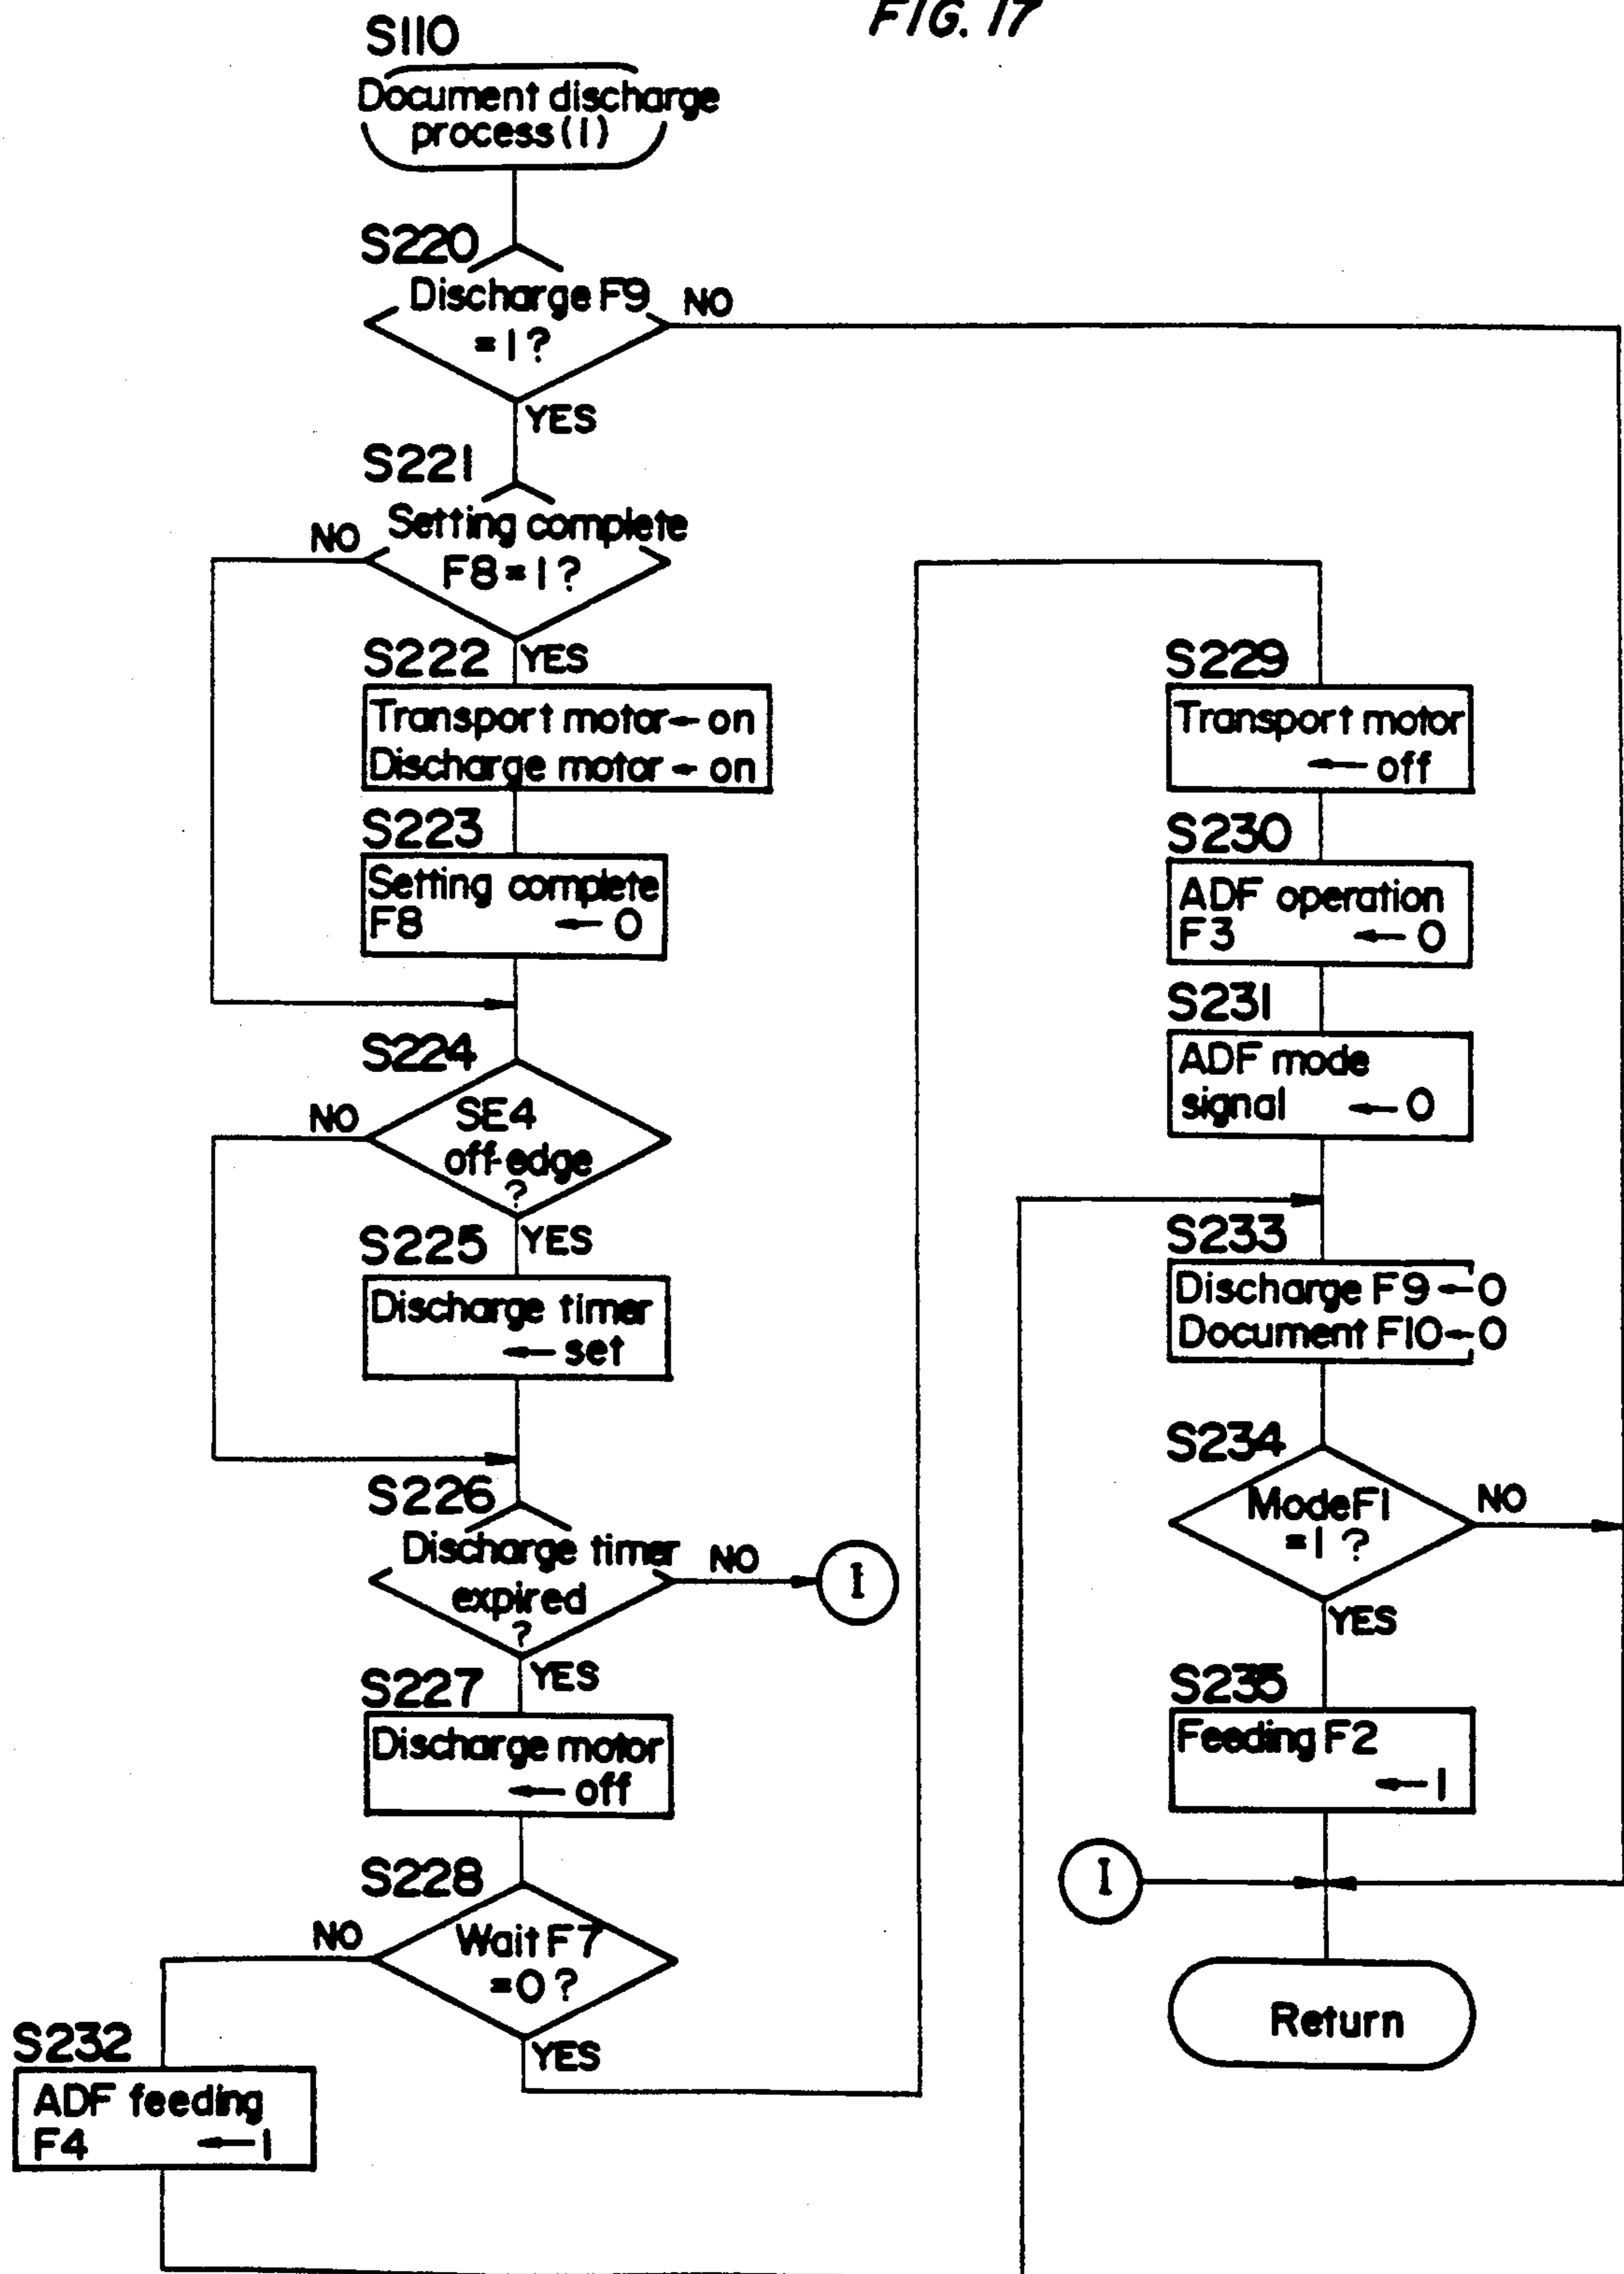 FIG. 17
S110
Document discharge
process(1)
S220
Discharge F9
=1?
NO
YES
S221
Setting complete
F8=1?
NO
YES
S222
Transport motor←on
Discharge motor←on
S223
Setting complete
F8 ←0
S224
SE4
off-edge
?
NO
YES
S225
Discharge timer
←set
S226
Discharge timer
expired
?
NO
I
YES
S227
Discharge motor
←off
S228
Wait F7
=0?
NO
YES
S232
ADF feeding
F4 ←1
S229
Transport motor
←off
S230
ADF operation
F3 ←0
S231
ADF mode
signal ←0
S233
Discharge F9←0
Document F10←0
S234
ModeF1
=1?
NO
YES
S235
Feeding F2
←1
I
Return